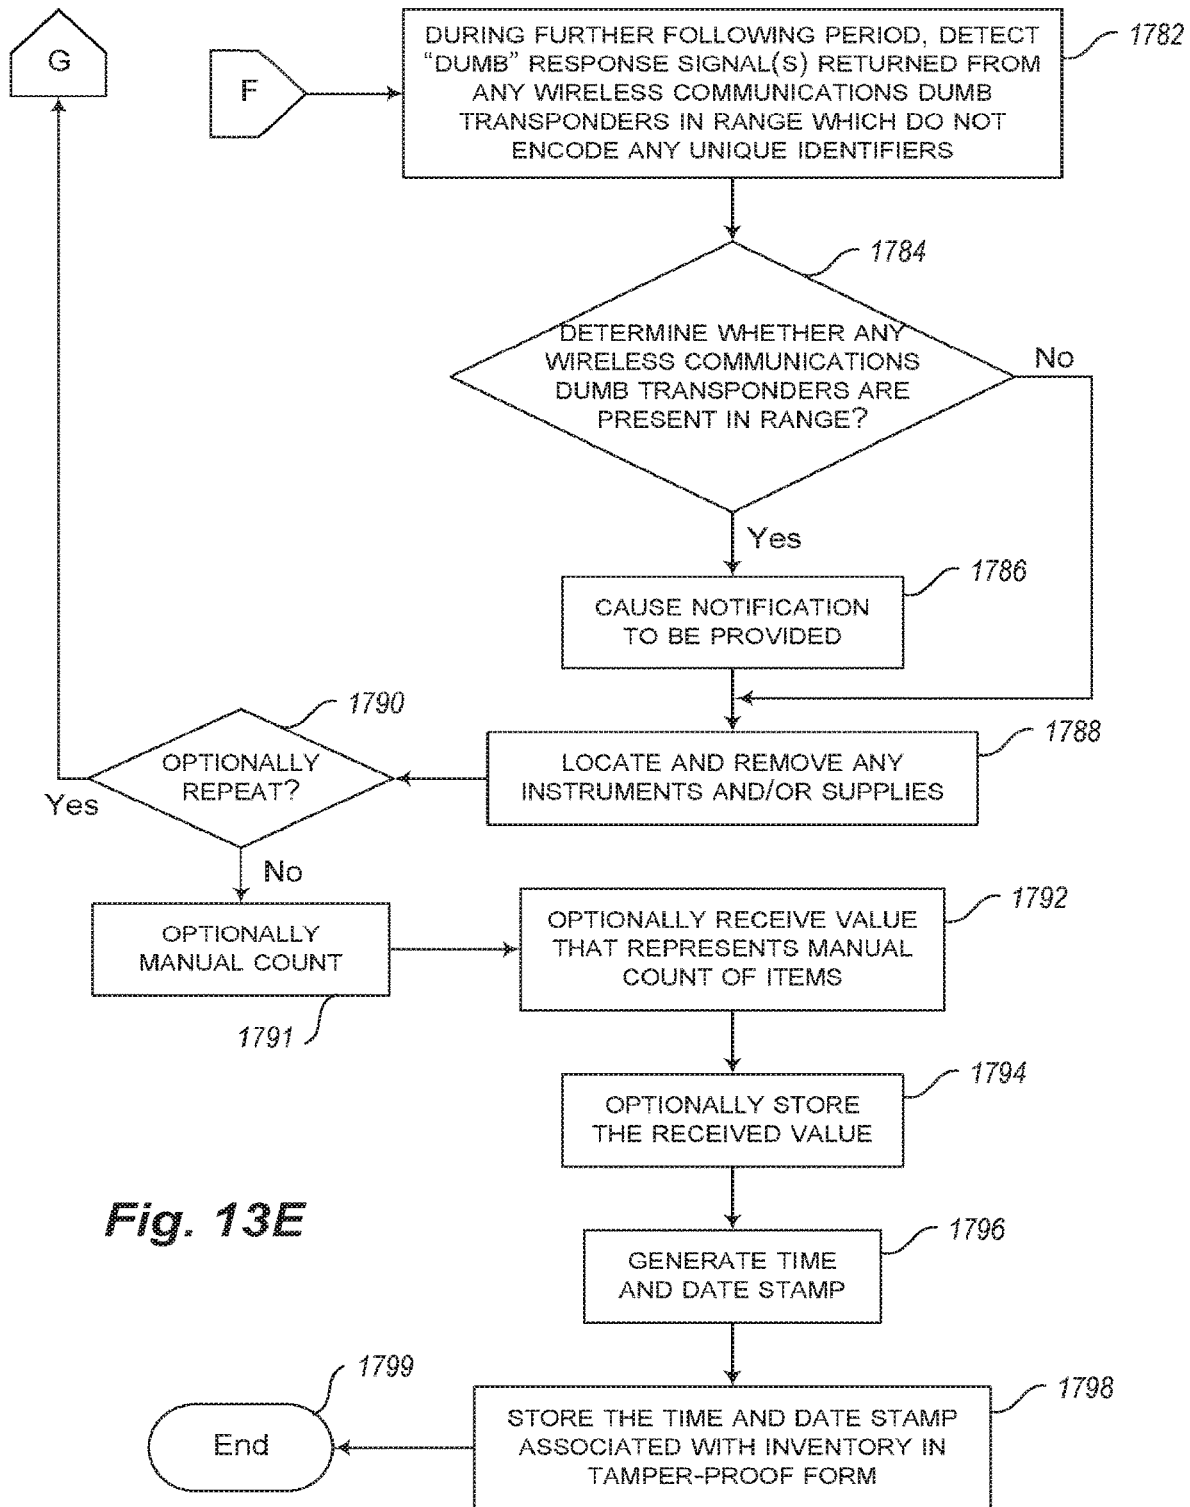 G
F
DURING FURTHER FOLLOWING PERIOD, DETECT
“DUMB” RESPONSE SIGNAL(S) RETURNED FROM
ANY WIRELESS COMMUNICATIONS DUMB
TRANSPONDERS IN RANGE WHICH DO NOT
ENCODE ANY UNIQUE IDENTIFIERS
1782
1784
DETERMINE WHETHER ANY
WIRELESS COMMUNICATIONS
DUMB TRANSPONDERS ARE
PRESENT IN RANGE?
No
Yes
1786
CAUSE NOTIFICATION
TO BE PROVIDED
1788
LOCATE AND REMOVE ANY
INSTRUMENTS AND/OR SUPPLIES
1790
OPTIONALLY
REPEAT?
Yes
No
OPTIONALLY
MANUAL COUNT
1791
1792
OPTIONALLY RECEIVE VALUE
THAT REPRESENTS MANUAL
COUNT OF ITEMS
1794
OPTIONALLY STORE
THE RECEIVED VALUE
Fig. 13E
1796
GENERATE TIME
AND DATE STAMP
1798
STORE THE TIME AND DATE STAMP
ASSOCIATED WITH INVENTORY IN
TAMPER-PROOF FORM
1799
End